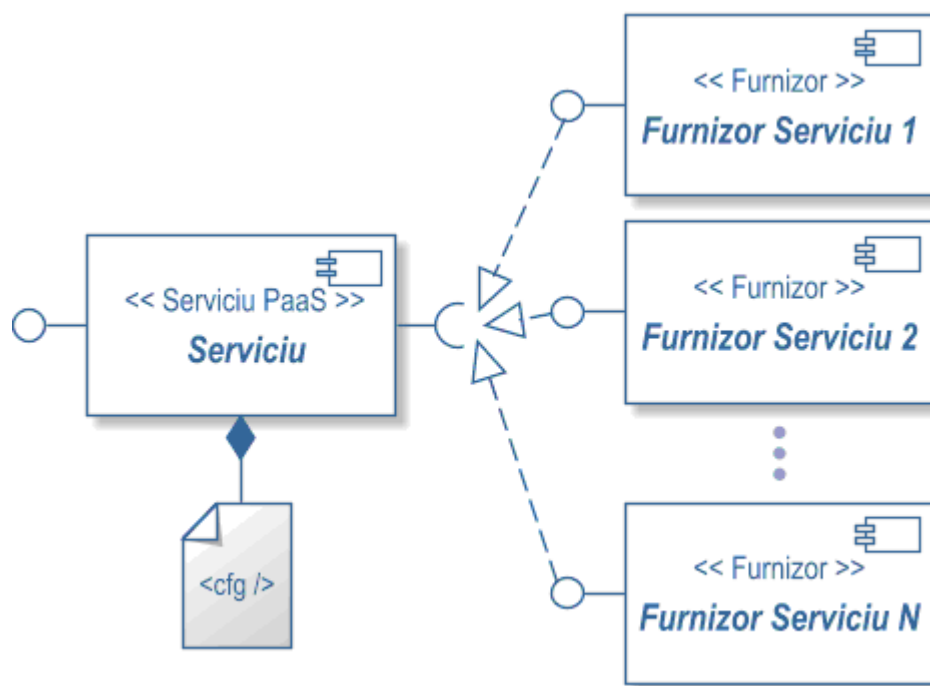 << Furnizor >>
Furnizor Serviciu 1
<< Serviciu PaaS >>
Serviciu
<< Furnizor >>
Furnizor Serviciu 2
<cfg />
<< Furnizor >>
Furnizor Serviciu N